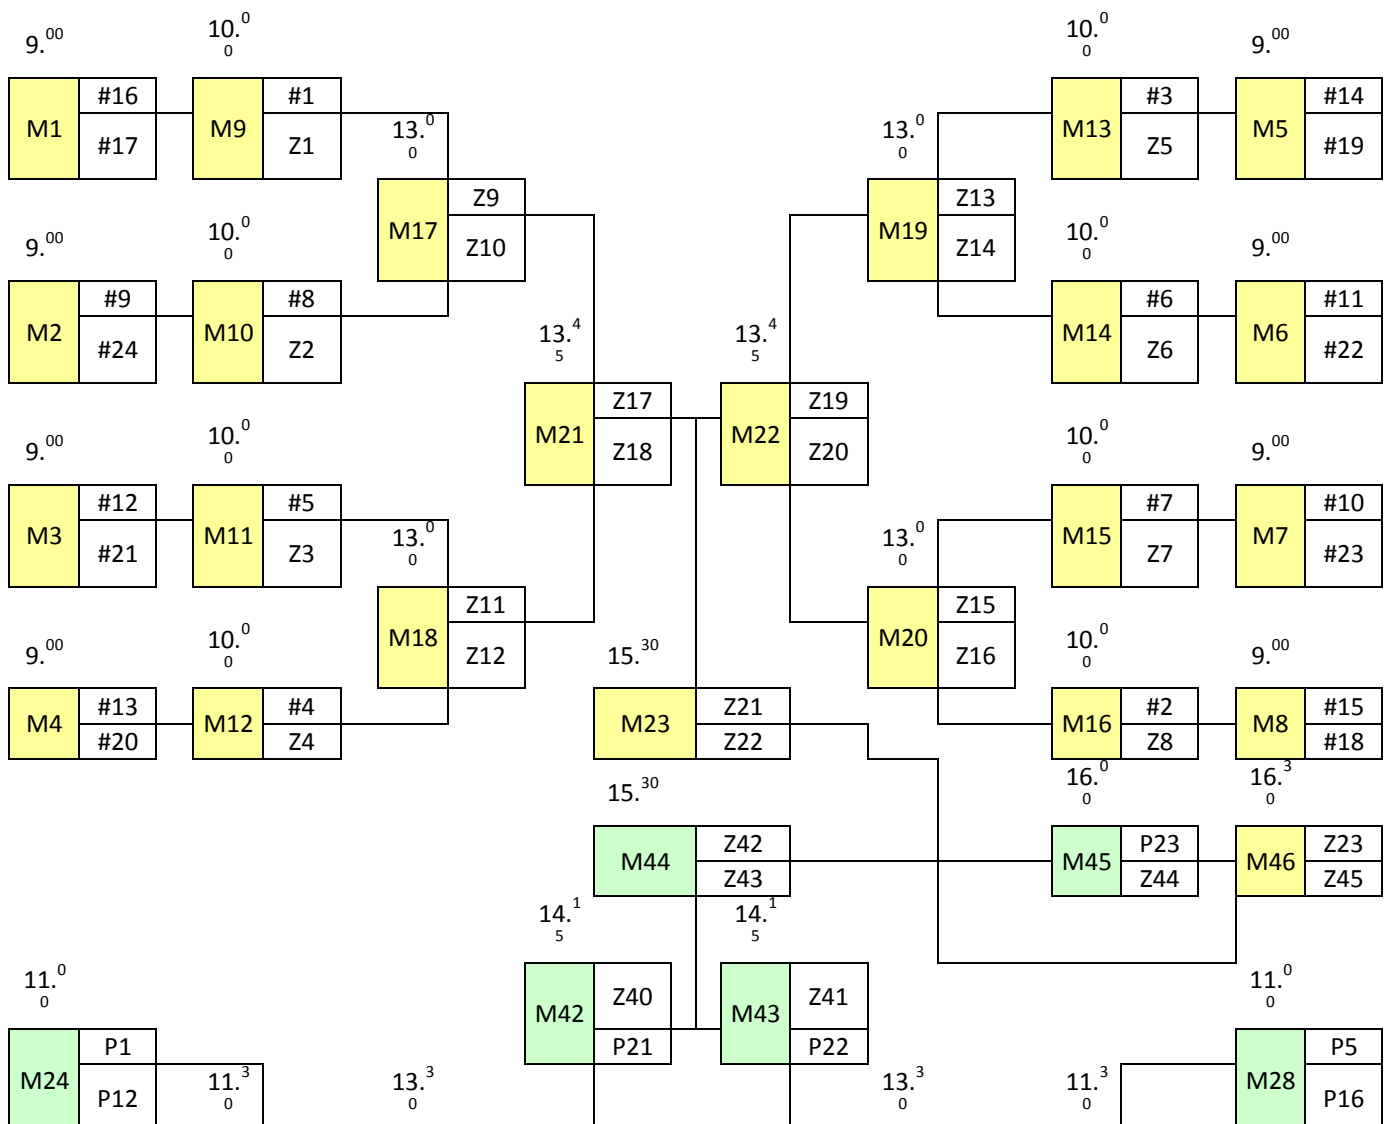 9.00 10.00 10.00 9.00
M1 #16 #17 M9 #1 Z1 13.00 13.00 M13 #3 Z5 M5 #14 #19
9.00 10.00 M17 Z9 Z10 M19 Z13 Z14 10.00 9.00
M2 #9 #24 M10 #8 Z2 13.45 13.45 M14 #6 Z6 M6 #11 #22
9.00 10.00 M21 Z17 Z18 M22 Z19 Z20 10.00 9.00
M3 #12 #21 M11 #5 Z3 13.00 13.00 M15 #7 Z7 M7 #10 #23
9.00 10.00 M18 Z11 Z12 15.30 M20 Z15 Z16 10.00 9.00
M4 #13 #20 M12 #4 Z4 M23 Z21 Z22 M16 #2 Z8 M8 #15 #18
15.30 16.00 16.30
M44 Z42 Z43 M45 P23 Z44 M46 Z23 Z45
14.15 14.15
11.00 M42 Z40 P21 M43 Z41 P22 11.00
M24 P1 P12 11.30 13.30 13.30 11.30 M28 P5 P16